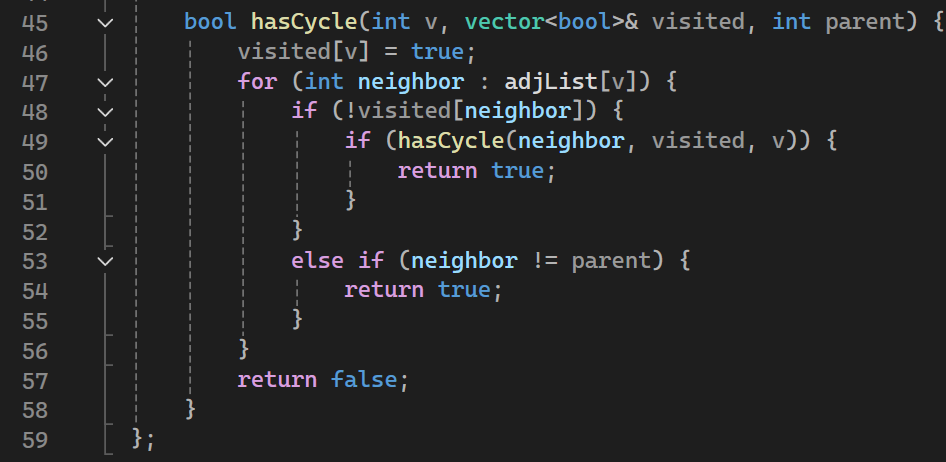 45 bool hasCycle(int v, vector<bool>& visited, int parent) {
46 visited[v] = true;
47 for (int neighbor : adjList[v]) {
48 if (!visited[neighbor]) {
49 if (hasCycle(neighbor, visited, v)) {
50 return true;
51 }
52 }
53 else if (neighbor != parent) {
54 return true;
55 }
56 }
57 return false;
58 }
59 };